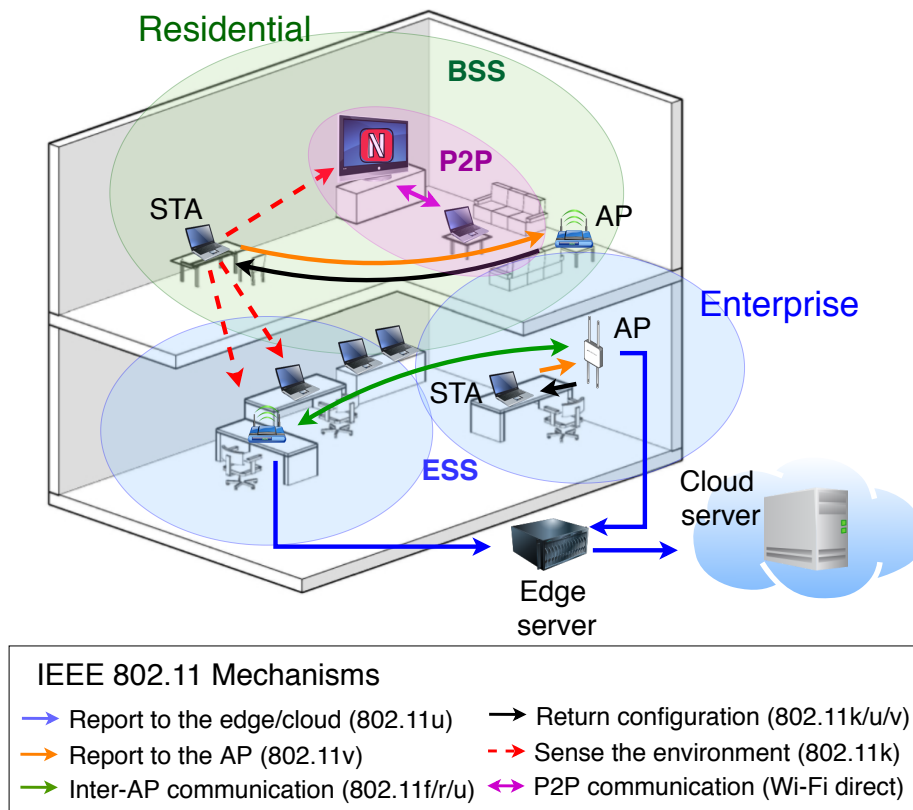 Residential
BSS
N
P2P
STA
AP
Enterprise
AP
STA
ESS
Cloud
server
Edge
server
IEEE 802.11 Mechanisms
Report to the edge/cloud (802.11u)
Return configuration (802.11k/u/v)
Report to the AP (802.11v)
Sense the environment (802.11k)
Inter-AP communication (802.11f/r/u)
P2P communication (Wi-Fi direct)